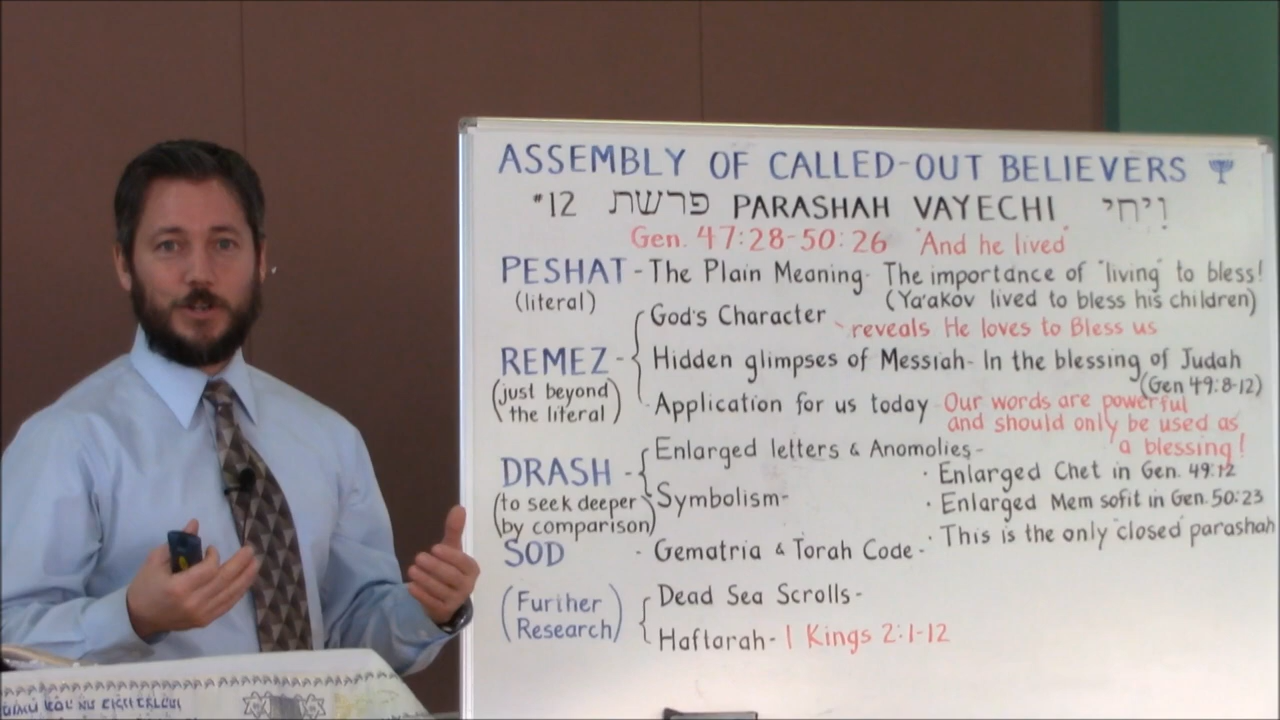 ASSEMBLY OF CALLED-OUT BELIEVERS
#12 פרשת PARASHAH VAYECHI וַיְחִי
Gen. 47:28-50:26 "And he lived"
PESHAT - The Plain Meaning- The importance of "living" to bless!
(literal) (Ya'akov lived to bless his children)
God's Character - reveals He loves to Bless us
REMEZ - Hidden glimpses of Messiah- In the blessing of Judah
(just beyond the literal) (Gen 49:8-12)
Application for us today Our words are powerful
and should only be used as
a blessing!
Enlarged letters & Anomolies-
DRASH - · Enlarged Chet in Gen. 49:12
(to seek deeper by comparison) Symbolism- · Enlarged Mem sofit in Gen. 50:23
· This is the only "closed" parashah
SOD - Gematria & Torah Code -
(Further Research) Dead Sea Scrolls-
Haftarah- 1 Kings 2:1-12